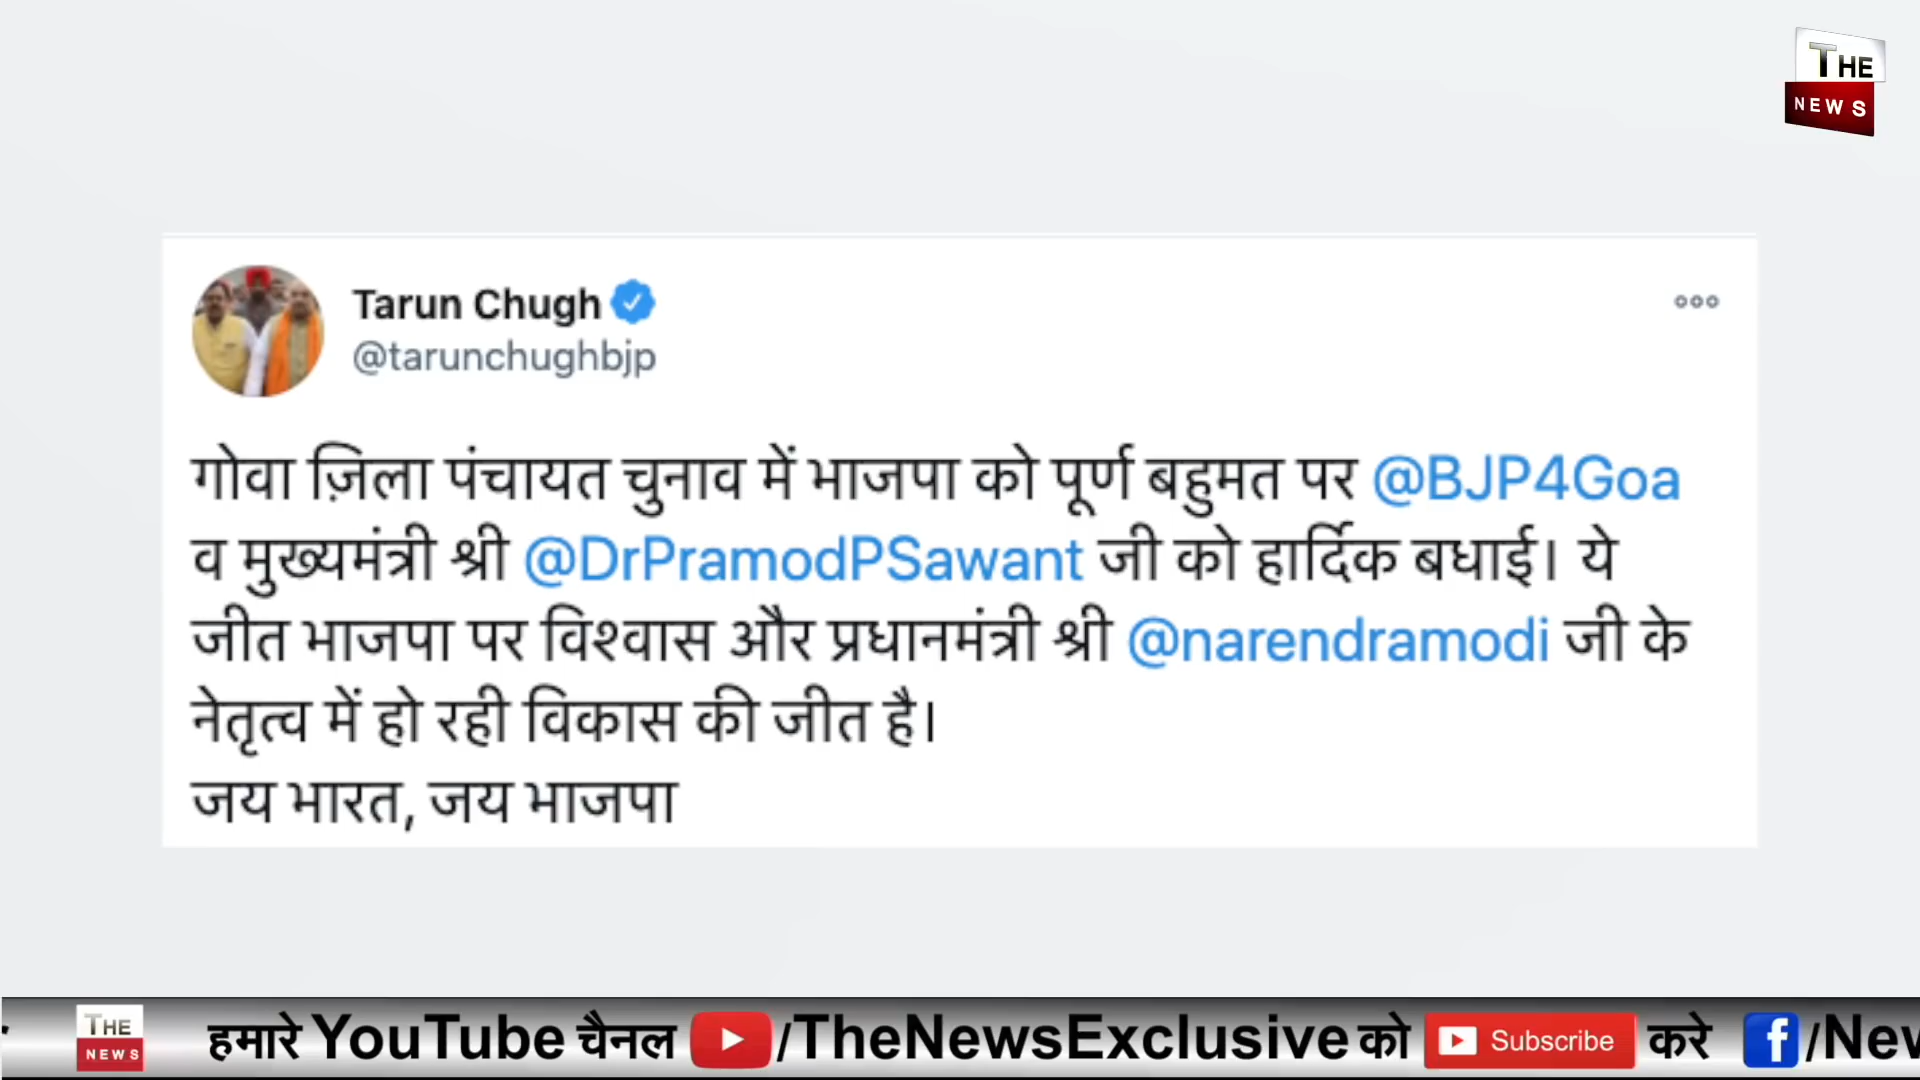 THE
NEWS
Tarun Chugh
@tarunchughbjp
गोवा ज़िला पंचायत चुनाव में भाजपा को पूर्ण बहुमत पर @BJP4Goa
व मुख्यमंत्री श्री @DrPramodPSawant जी को हार्दिक बधाई। ये
जीत भाजपा पर विश्वास और प्रधानमंत्री श्री @narendramodi जी के
नेतृत्व में हो रही विकास की जीत है।
जय भारत, जय भाजपा
THE
NEWS
हमारे YouTube चैनल /TheNewsExclusive को Subscribe करे f /New